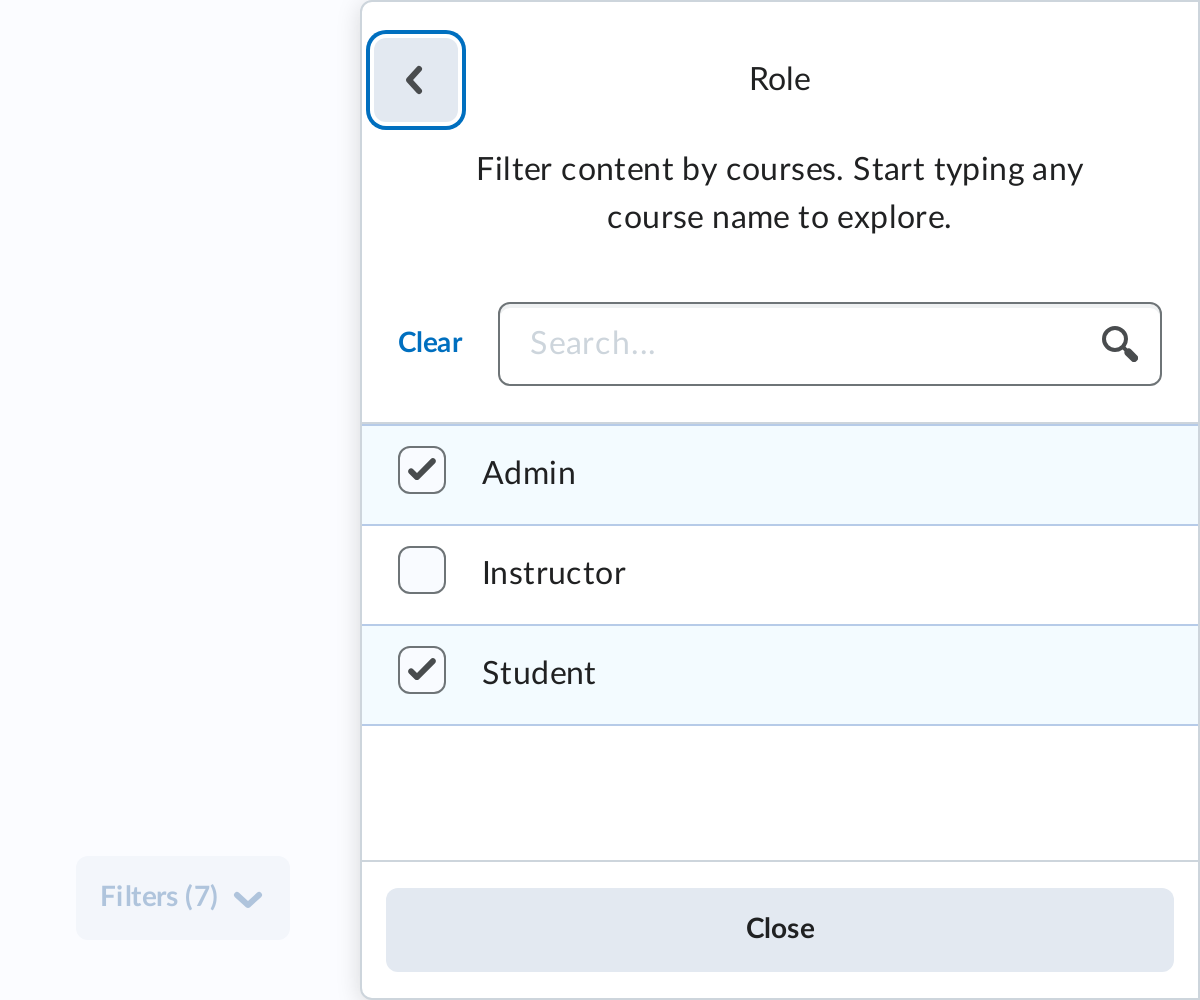 Role
Filter content by courses. Start typing any
course name to explore.
Clear
Search...
Admin
Instructor
Student
Filters (7)
Close